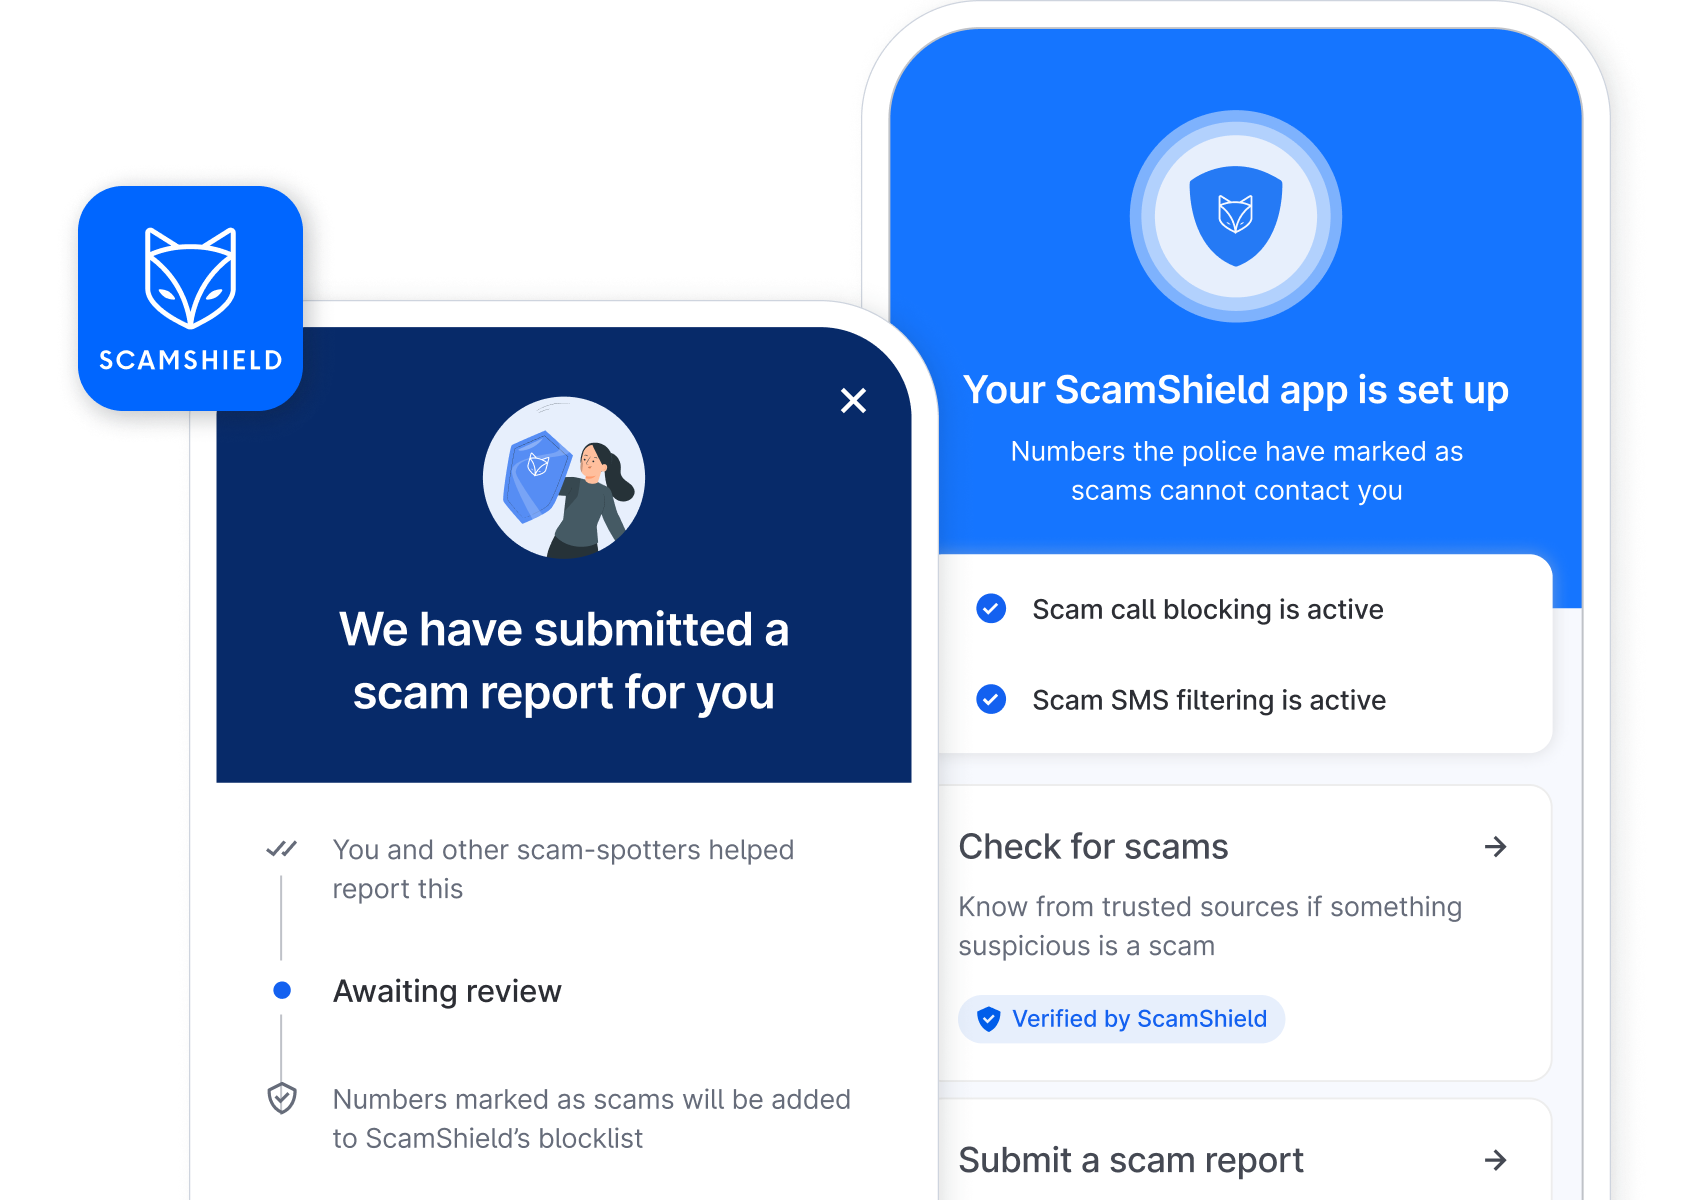 SCAMSHIELD
We have submitted a
scam report for you
You and other scam-spotters helped
report this
Awaiting review
Numbers marked as scams will be added
to ScamShield’s blocklist
Your ScamShield app is set up
Numbers the police have marked as
scams cannot contact you
Scam call blocking is active
Scam SMS filtering is active
Check for scams
Know from trusted sources if something
suspicious is a scam
Verified by ScamShield
Submit a scam report